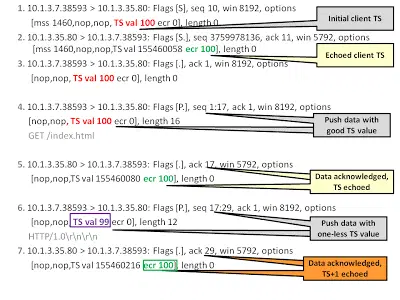 1. 10.1.3.7.38593 > 10.1.3.35.80: Flags [S], seq 10, win 8192, options
[mss 1460,nop,nop, TS val 100 ecr 0], length 0
Initial client TS
2. 10.1.3.35.80 > 10.1.3.7.38593: Flags [S.], seq 3759978136, ack 11, win 5792, options
[mss 1460,nop,nop,TS val 155460058 ecr 100], length 0
Echoed client TS
3. 10.1.3.7.38593 > 10.1.3.35.80: Flags [.], ack 1, win 8192, options
[nop,nop, TS val 100 ecr 0], length 0
4. 10.1.3.7.38593 > 10.1.3.35.80: Flags [P.], seq 1:17, ack 1, win 8192, options
[nop,nop, TS val 100 ecr 0], length 16
GET /index.html
Push data with
good TS value
5. 10.1.3.35.80 > 10.1.3.7.38593: Flags [.], ack 17, win 5792, options
[nop,nop,TS val 155460080 ecr 100], length 0
Data acknowledged,
TS echoed
6. 10.1.3.7.38593 > 10.1.3.35.80: Flags [P.], seq 17:29, ack 1, win 8192, options
[nop,nop, TS val 99 ecr 0], length 12
HTTP/1.0\r\n\r\n
Push data with
one-less TS value
7. 10.1.3.35.80 > 10.1.3.7.38593: Flags [.], ack 29, win 5792, options
[nop,nop,TS val 155460216 ecr 100], length 0
Data acknowledged,
TS+1 echoed